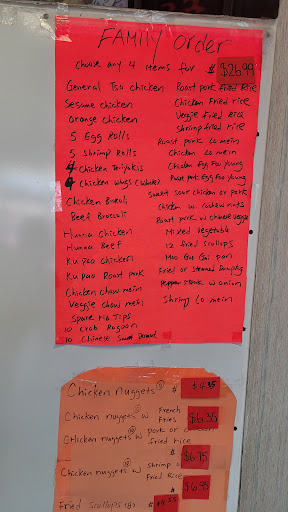 FAMILY order
Choose any 4 items for $ $26.99
General Tso chicken
Sesame chicken
Orange chicken
5 Egg Rolls
5 Shrimp Rolls
4 Chicken Teriyakis
4 Chicken Wings (whole)
Chicken Broccoli
Beef Broccoli
Hunan Chicken
Hunan Beef
Ku pao Chicken
Ku pao Roast pork
Chicken chow mein
Veggie chow mein
Spare Rib Tips
10 Crab Ragoon
10 Chinese Sweet Donut
Roast pork Fried Rice
Chicken Fried rice
Veggie Fried Rice
Shrimp fried rice
Roast pork Lo mein
Chicken Lo mein
Chicken Egg Foo young
Roast pork Egg Foo young
Sweet sour chicken or pork
Chicken w cashew nuts
Roast pork w chinese veggie
Mixed vegetable
12 fried scallops
Moo Goo Gai pan
Fried or Steamed Dumpling
Pepper steak w onion
Shrimp Lo mein
Chicken nuggets $ $4.35
Chicken nuggets w French Fries $6.35
Chicken nuggets w pork or chicken fried rice $ $6.75
Chicken nuggets w shrimp Fried Rice $ $6.95
Fried Scallops (8) $ $4.55